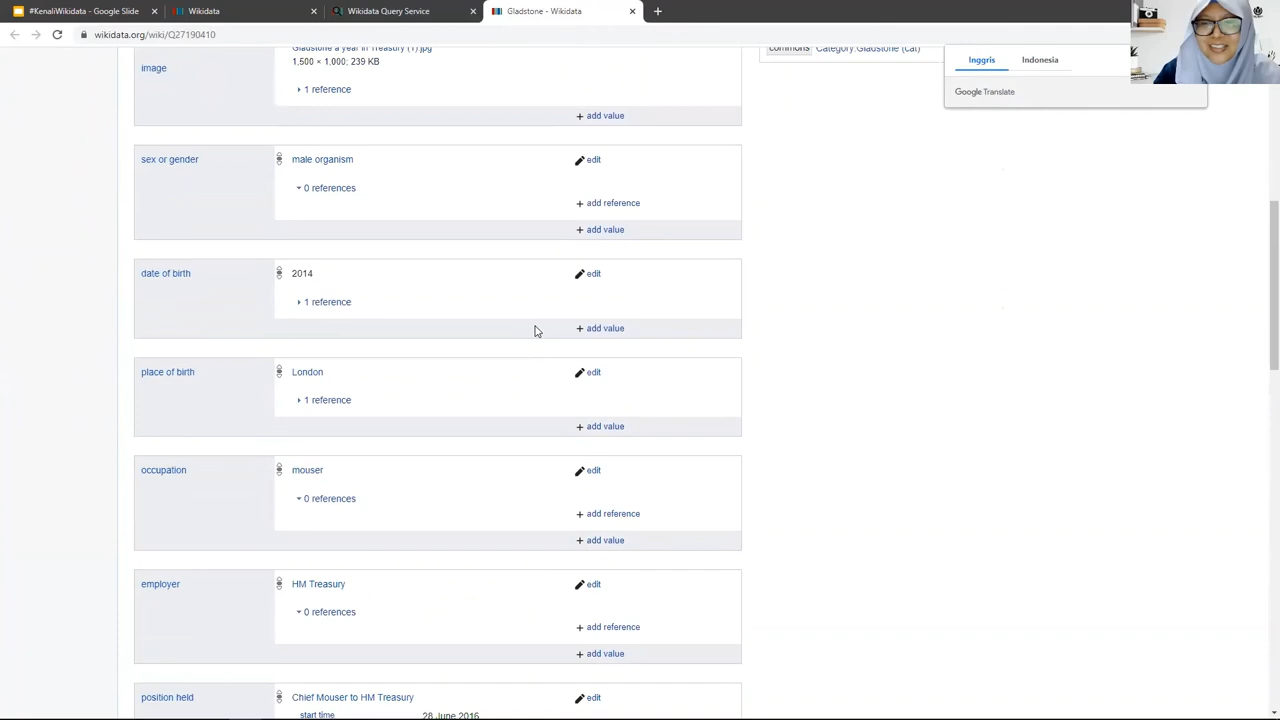 #KenaliWikidata - Google Slide
Wikidata
Wikidata Query Service
Gladstone - Wikidata
wikidata.org/wiki/Q27190410
Gladstone a year in Treasury (1).jpg
1,500 × 1,000; 239 KB
image
1 reference
+ add value
commons
Category:Gladstone (cat)
Inggris
Indonesia
Google Translate
sex or gender
male organism
edit
0 references
+ add reference
+ add value
date of birth
2014
edit
1 reference
+ add value
place of birth
London
edit
1 reference
+ add value
occupation
mouser
edit
0 references
+ add reference
+ add value
employer
HM Treasury
edit
0 references
+ add reference
+ add value
position held
Chief Mouser to HM Treasury
edit
start time
28 June 2016